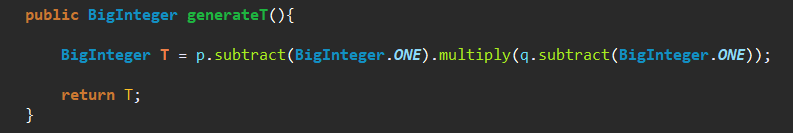 public BigInteger generateT(){
BigInteger T = p.subtract(BigInteger.ONE).multiply(q.subtract(BigInteger.ONE));
return T;
}